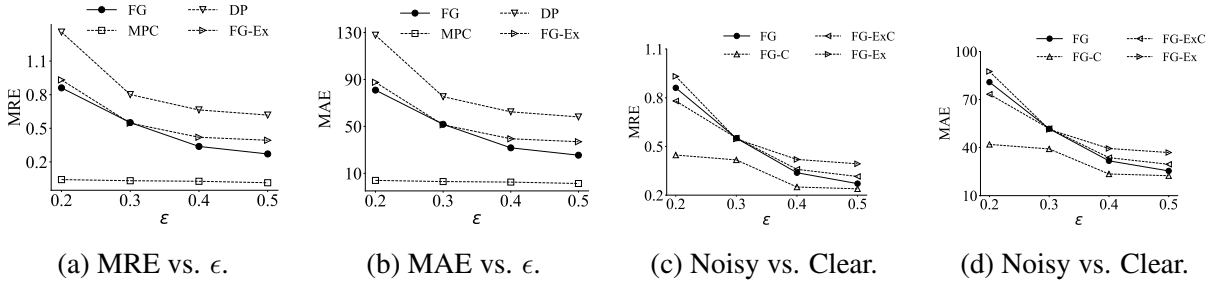 FG
DP
MPC
FG-Ex
MRE
1.1
0.8
0.5
0.2
0.2
0.3
0.4
0.5
ε
(a) MRE vs. ϵ.
FG
DP
MPC
FG-Ex
MAE
130
90
50
10
0.2
0.3
0.4
0.5
ε
(b) MAE vs. ϵ.
FG
FG-ExC
FG-C
FG-Ex
MRE
1.1
0.8
0.5
0.2
0.2
0.3
0.4
0.5
ε
(c) Noisy vs. Clear.
FG
FG-ExC
FG-C
FG-Ex
MAE
100
70
40
10
0.2
0.3
0.4
0.5
ε
(d) Noisy vs. Clear.